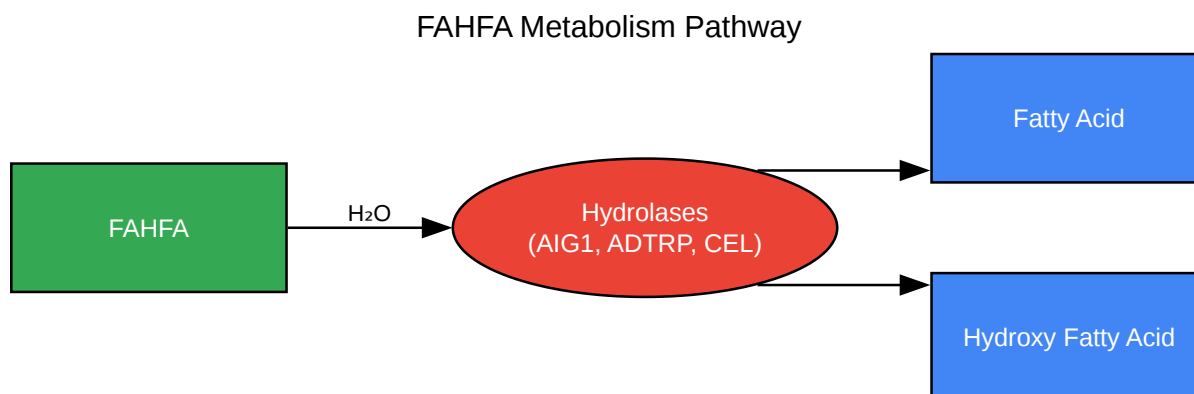 FAHFA Metabolism Pathway
Fatty Acid
FAHFA
H₂O
Hydrolases
(AIG1, ADTRP, CEL)
Hydroxy Fatty Acid